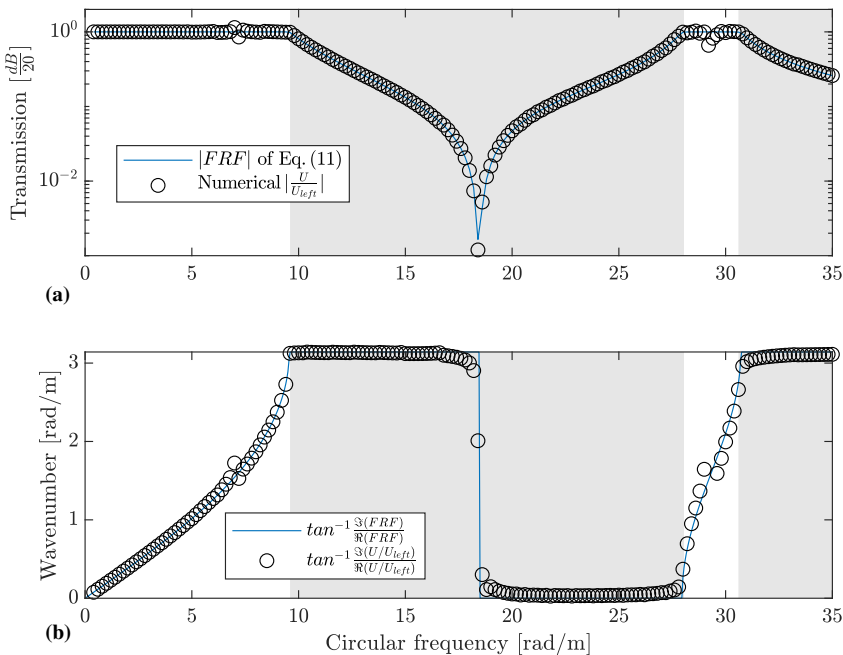 Transmission [dB/20]
10^0
10^-2
|FRF| of Eq. (11)
Numerical |U/U_left|
0 5 10 15 20 25 30 35
(a)
Wavenumber [rad/m]
3
2
1
0
tan^-1 ℑ(FRF)/ℜ(FRF)
tan^-1 ℑ(U/U_left)/ℜ(U/U_left)
0 5 10 15 20 25 30 35
(b)
Circular frequency [rad/m]